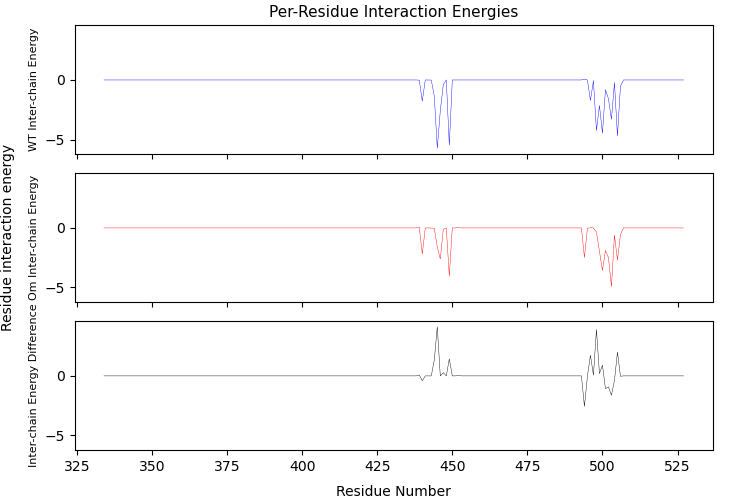 Per-Residue Interaction Energies
Residue interaction energy
WT Inter-chain Energy
0
−5
Om Inter-chain Energy
0
−5
Inter-chain Energy Difference
0
−5
325
350
375
400
425
450
475
500
525
Residue Number